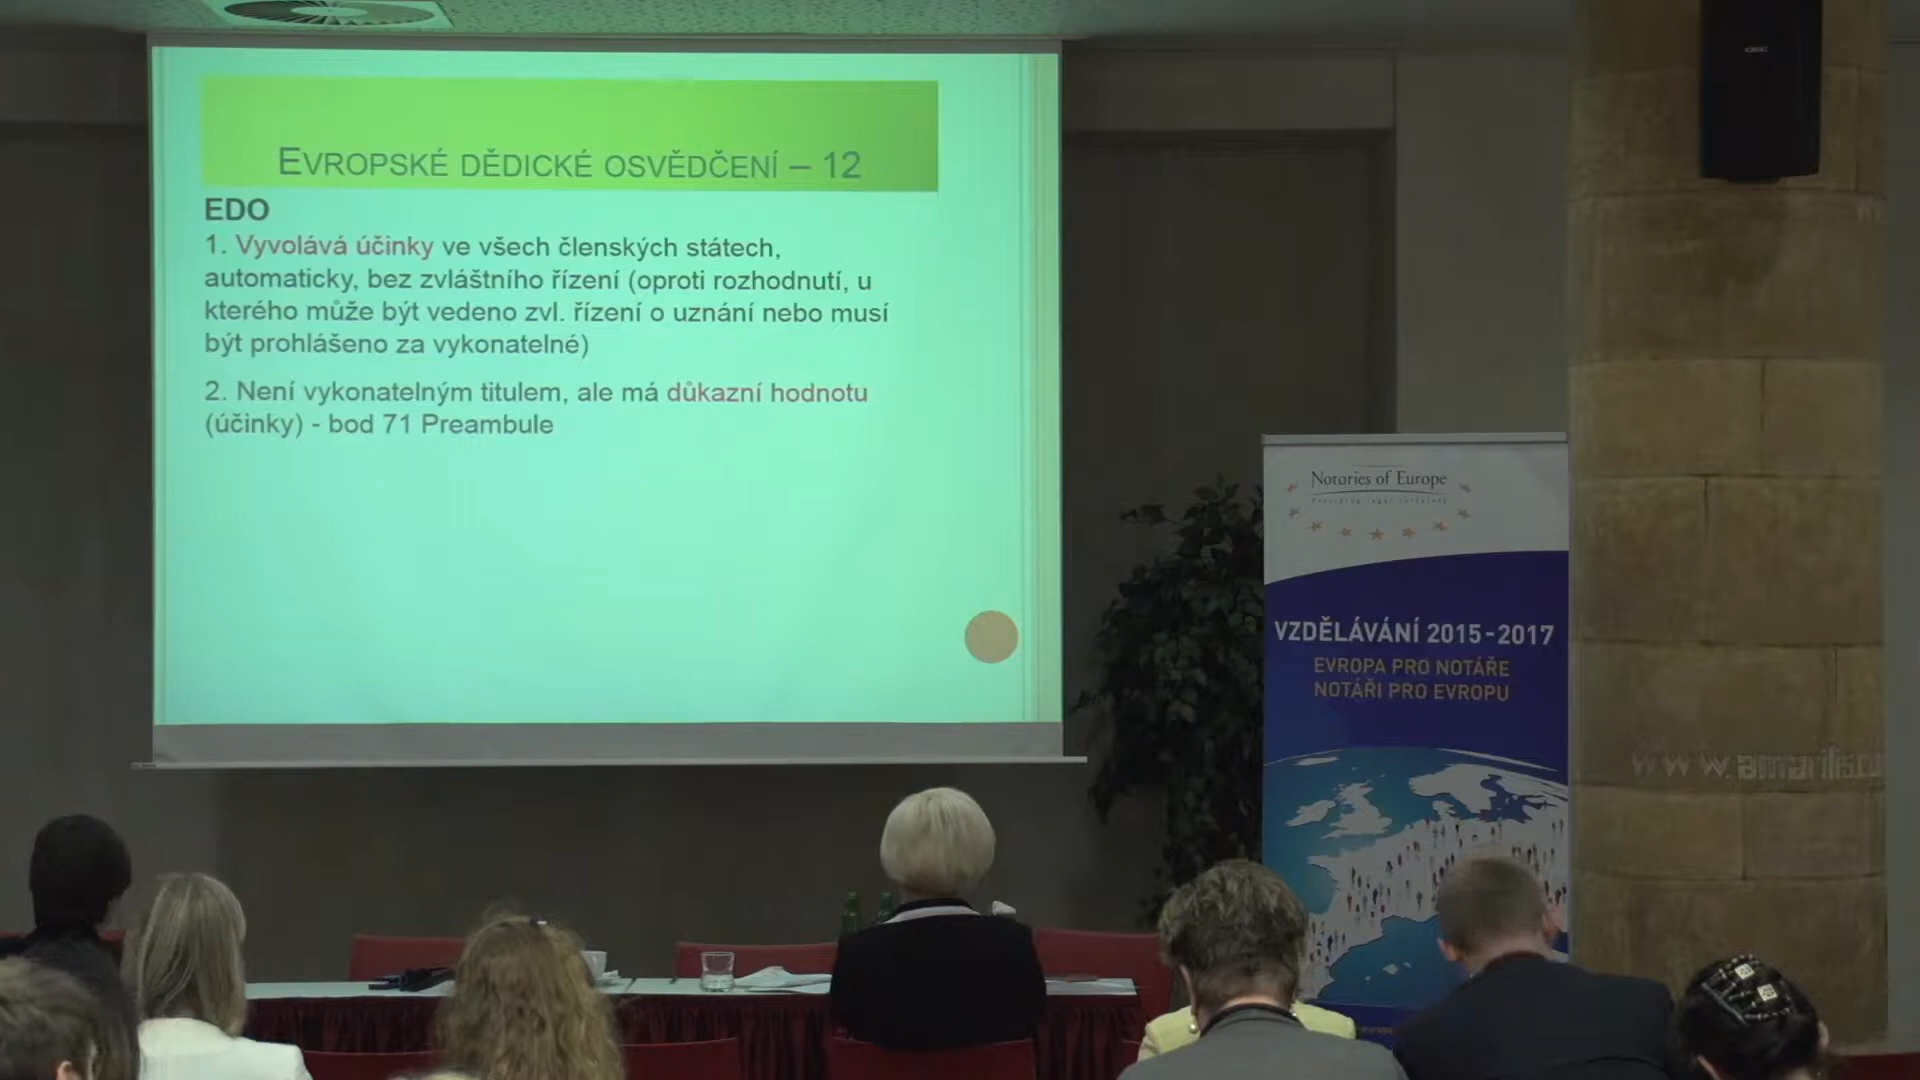 EVROPSKÉ DĚDICKÉ OSVĚDČENÍ – 12
EDO
1. Vyvolává účinky ve všech členských státech,
automaticky, bez zvláštního řízení (oproti rozhodnutí, u
kterého může být vedeno zvl. řízení o uznání nebo musí
být prohlášeno za vykonatelné)
2. Není vykonatelným titulem, ale má důkazní hodnotu
(účinky) - bod 71 Preambule
Notaries of Europe
VZDĚLÁVÁNÍ 2015-2017
EVROPA PRO NOTÁŘE
NOTÁŘI PRO EVROPU